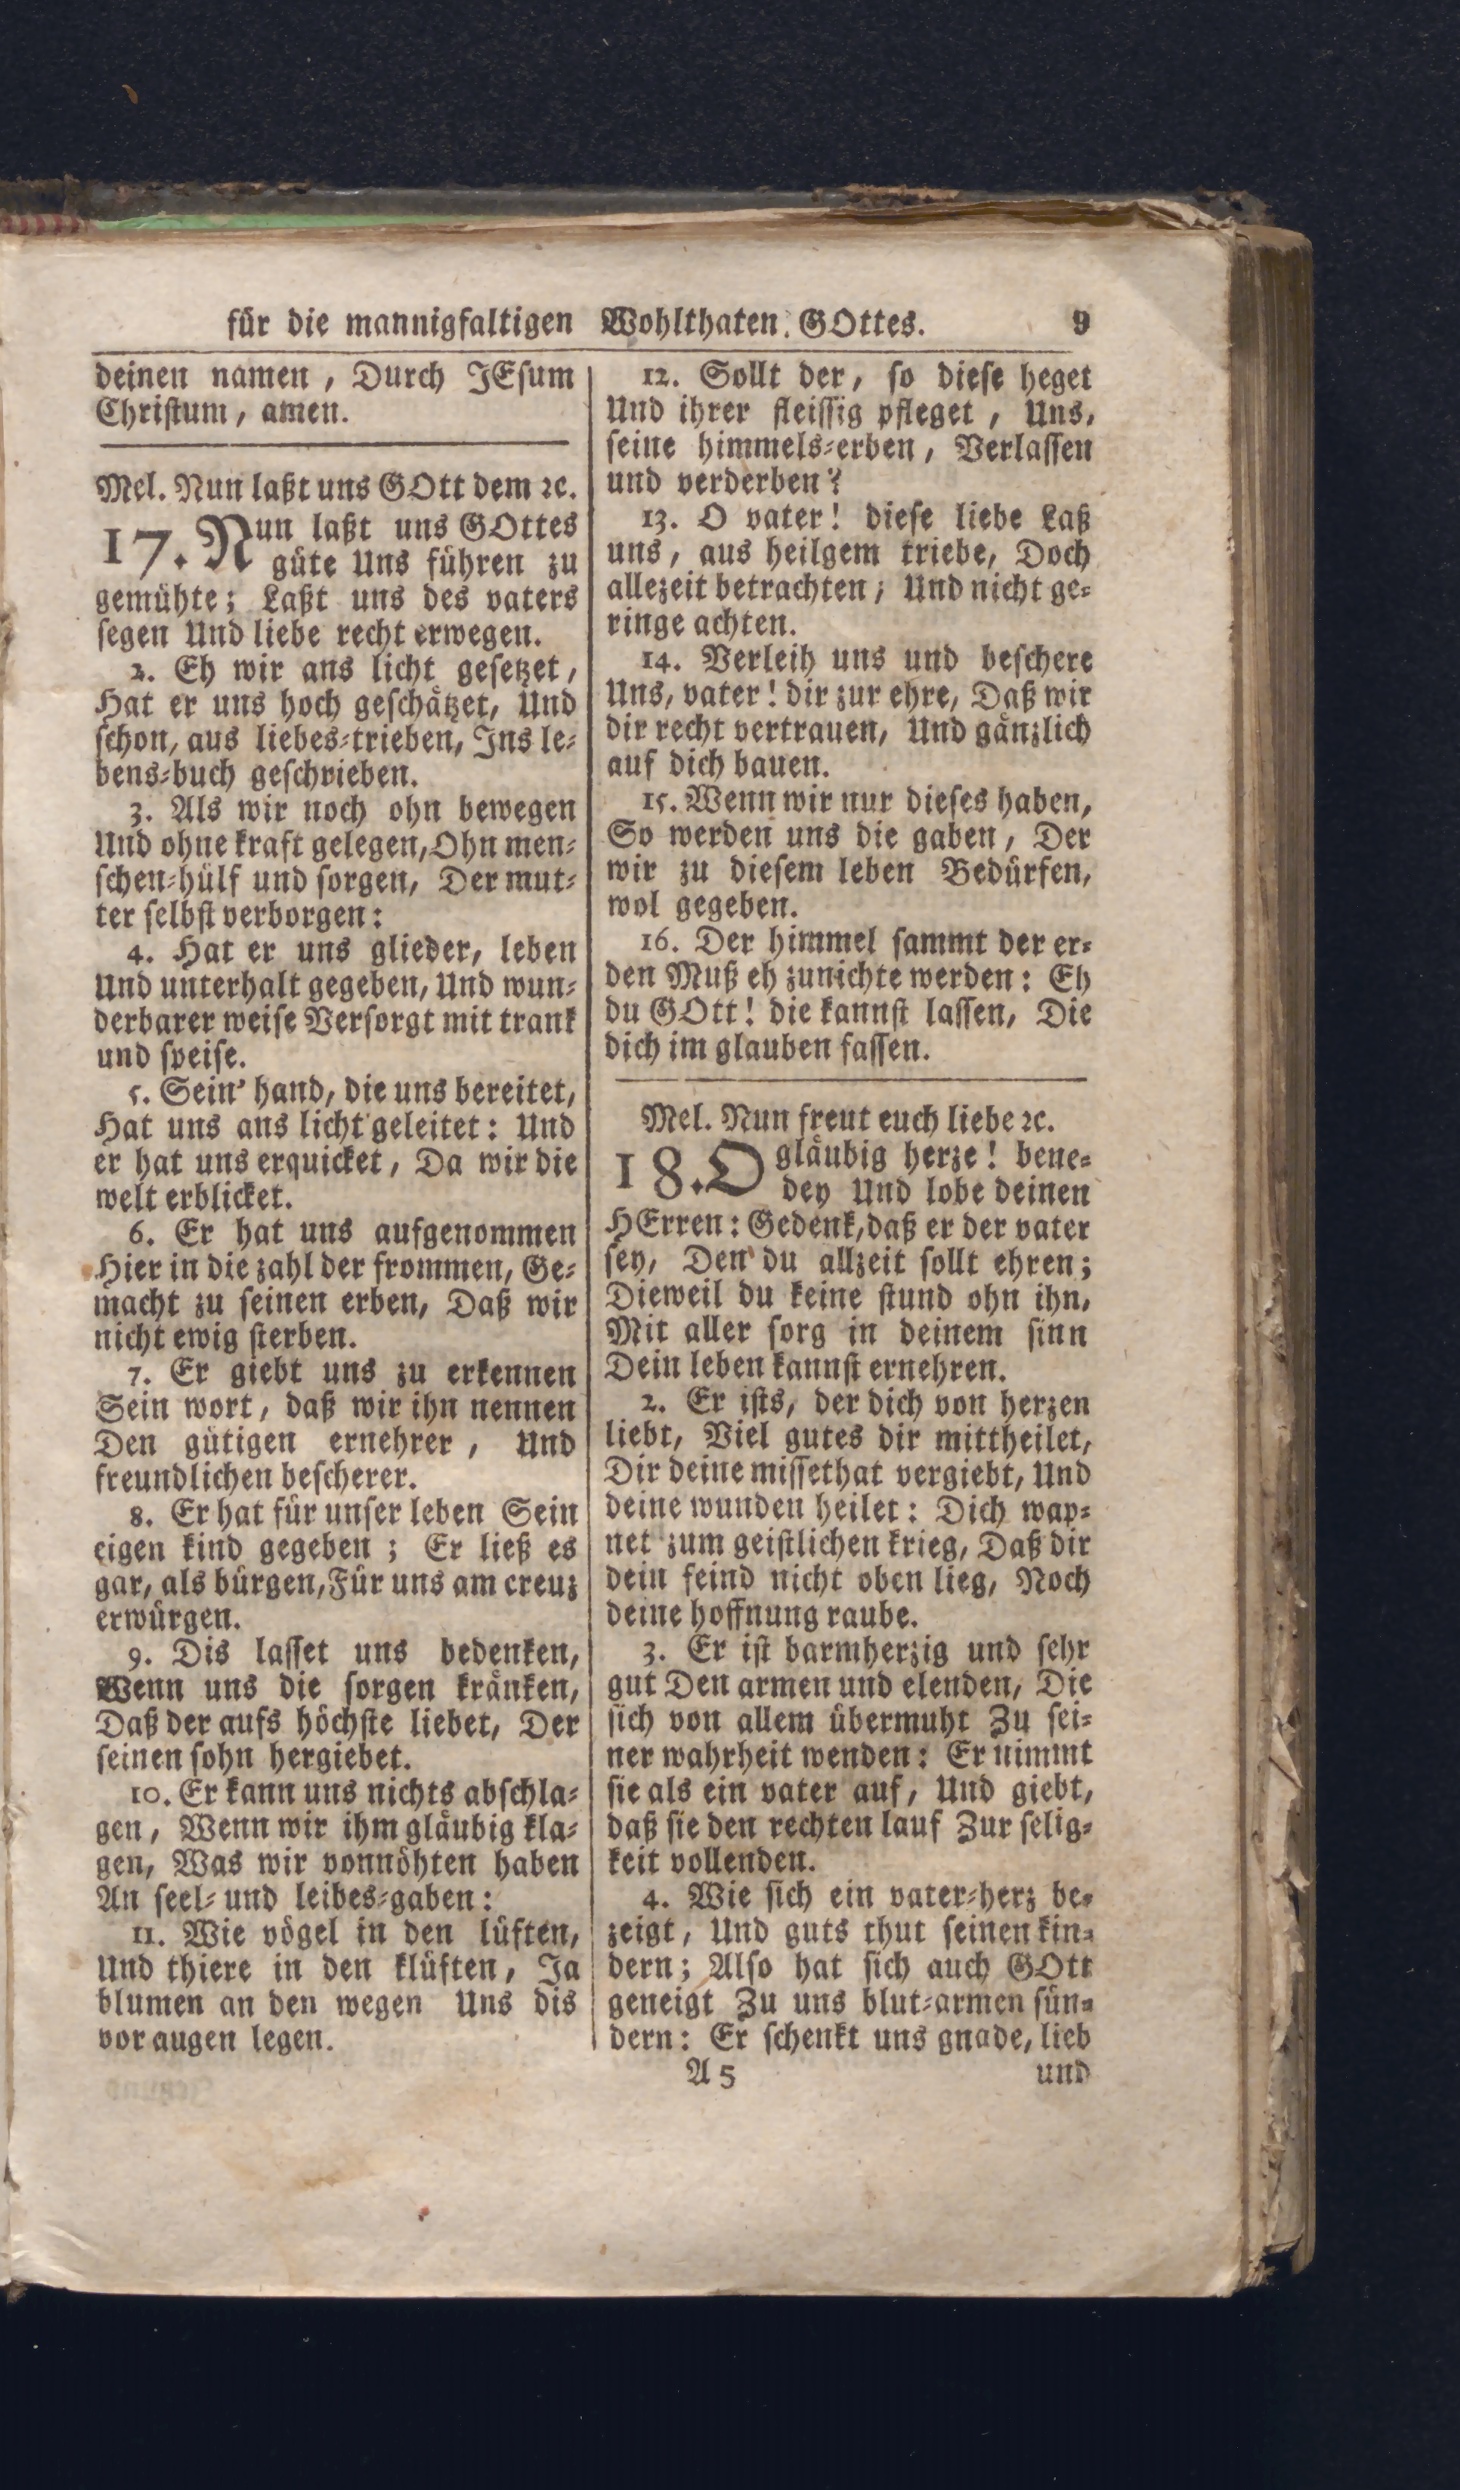 für die mannigfaltigen Wohlthaten GOttes. 9
deinen namen, Durch JEsum
Christum, amen.
Mel. Nun laßt uns GOtt dem ꝛc.
17. Nun laßt uns GOttes
güte Uns führen zu
gemühte; Laßt uns des vaters
segen Und liebe recht erwegen.
2. Eh wir ans licht gesetzet,
Hat er uns hoch geschätzet, Und
schon, aus liebes-trieben, Ins le-
bens-buch geschrieben.
3. Als wir noch ohn bewegen
Und ohne kraft gelegen, Ohn men-
schen-hülf und sorgen, Der mut-
ter selbst verborgen:
4. Hat er uns glieder, leben
Und unterhalt gegeben, Und wun-
derbarer weise Versorgt mit trank
und speise.
5. Sein' hand, die uns bereitet,
Hat uns ans licht geleitet: Und
er hat uns erquicket, Da wir die
welt erblicket.
6. Er hat uns aufgenommen
Hier in die zahl der frommen, Ge-
macht zu seinen erben, Daß wir
nicht ewig sterben.
7. Er giebt uns zu erkennen
Sein wort, daß wir ihn nennen
Den gütigen ernehrer, Und
freundlichen bescherer.
8. Er hat für unser leben Sein
eigen kind gegeben; Er ließ es
gar, als bürgen, Für uns am creuz
erwürgen.
9. Dis lasset uns bedenken,
Wenn uns die sorgen kränken,
Daß der aufs höchste liebet, Der
seinen sohn hergiebet.
10. Er kann uns nichts abschla-
gen, Wenn wir ihm gläubig kla-
gen, Was wir vonnöhten haben
An seel- und leibes-gaben:
11. Wie vögel in den lüften,
Und thiere in den klüften, Ja
blumen an den wegen Uns dis
vor augen legen.
12. Sollt der, so diese heget
Und ihrer fleissig pfleget, Uns,
seine himmels-erben, Verlassen
und verderben?
13. O vater! diese liebe Laß
uns, aus heilgem triebe, Doch
allezeit betrachten; Und nicht ge-
ringe achten.
14. Verleih uns und beschere
Uns, vater! dir zur ehre, Daß wir
dir recht vertrauen, Und gänzlich
auf dich bauen.
15. Wenn wir nur dieses haben,
So werden uns die gaben, Der
wir zu diesem leben Bedürfen,
wol gegeben.
16. Der himmel sammt der er-
den Muß eh zunichte werden: Eh
du GOtt! die kannst lassen, Die
dich im glauben fassen.
Mel. Nun freut euch liebe ꝛc.
18. O gläubig herze! bene-
dey Und lobe deinen
HErren: Gedenk, daß er der vater
sey, Den du allzeit sollt ehren;
Dieweil du keine stund ohn ihn,
Mit aller sorg in deinem sinn
Dein leben kannst ernehren.
2. Er ists, der dich von herzen
liebt, Viel gutes dir mittheilet,
Dir deine missethat vergiebt, Und
deine wunden heilet: Dich wap-
net zum geistlichen krieg, Daß dir
dein feind nicht oben lieg, Noch
deine hoffnung raube.
3. Er ist barmherzig und sehr
gut Den armen und elenden, Die
sich von allem übermuht Zu sei-
ner wahrheit wenden: Er nimmt
sie als ein vater auf, Und giebt,
daß sie den rechten lauf Zur selig-
keit vollenden.
4. Wie sich ein vater-herz be-
zeigt, Und guts thut seinen kin-
dern; Also hat sich auch GOtt
geneigt Zu uns blut-armen sün-
dern: Er schenkt uns gnade, lieb
A 5 und